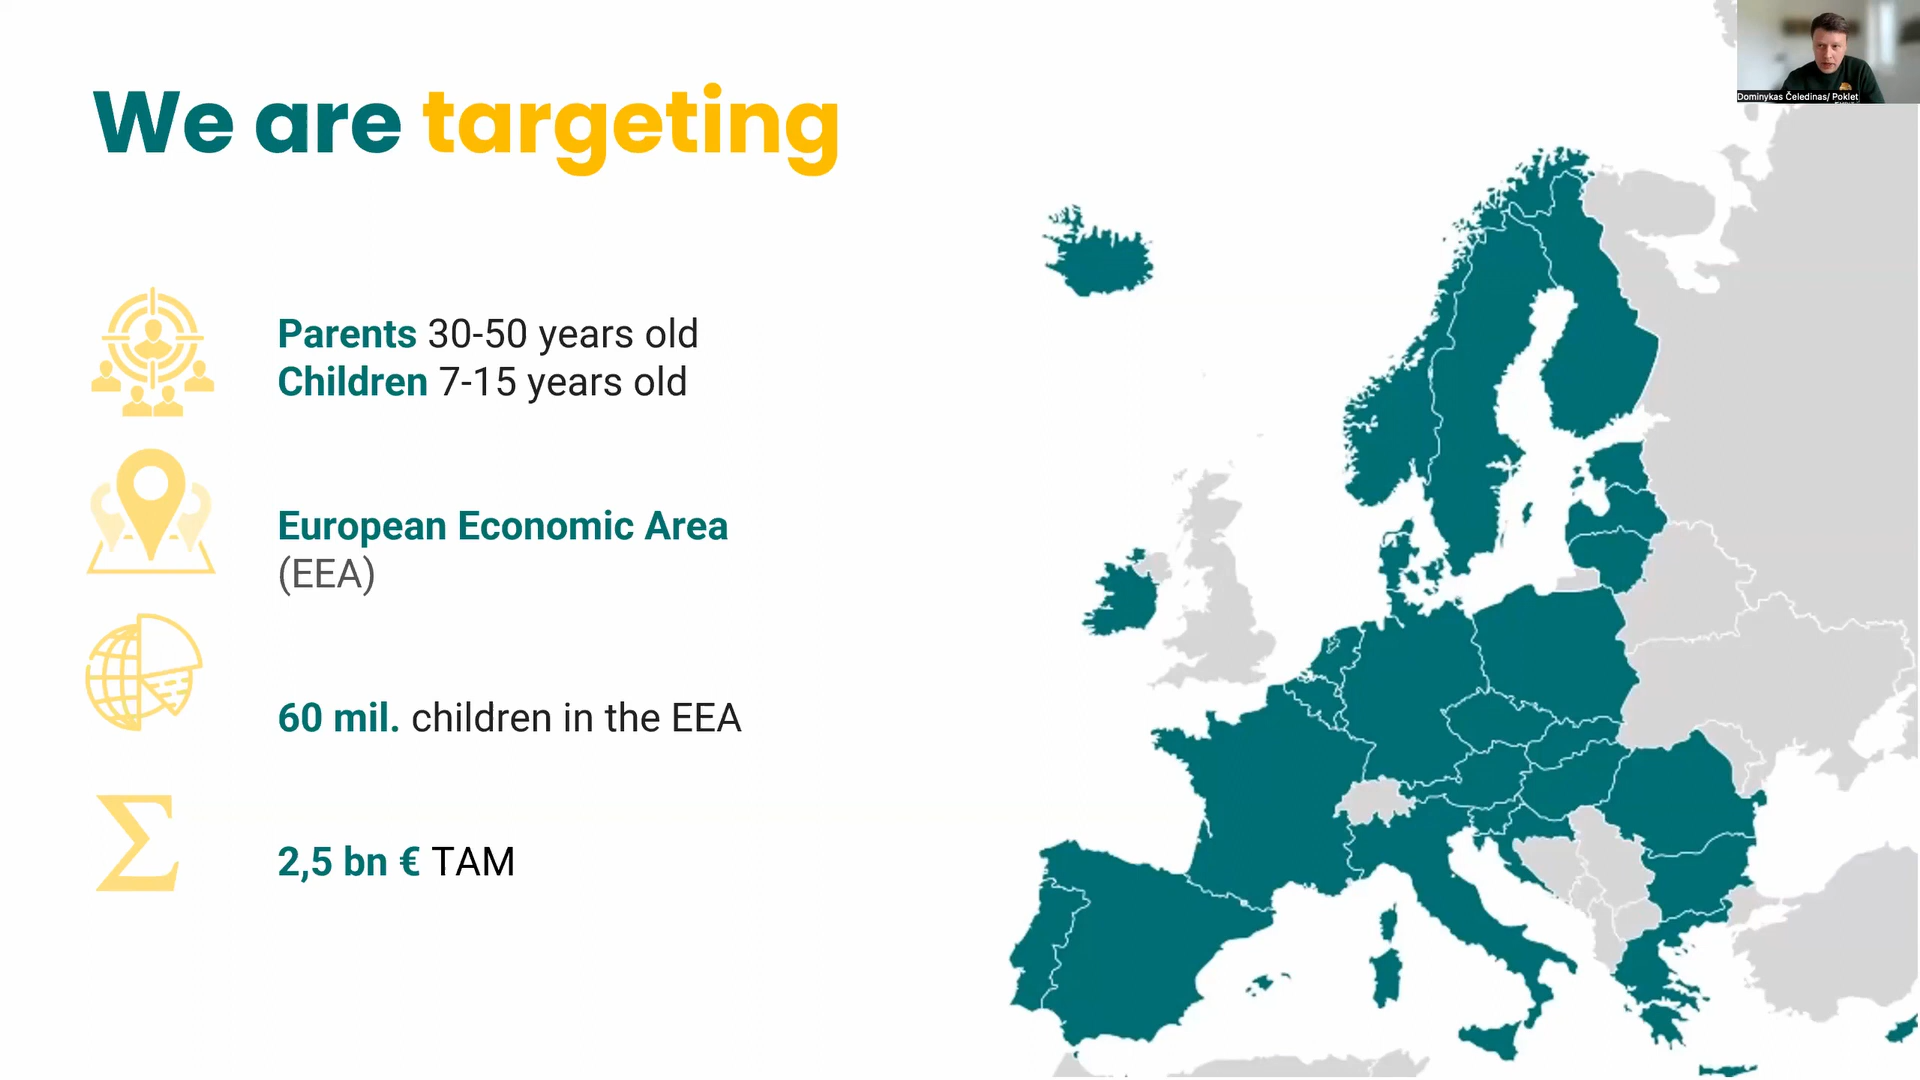 We are targeting
Dominykas Čeledinas/ Poklet
Parents 30-50 years old
Children 7-15 years old
European Economic Area
(EEA)
60 mil. children in the EEA
2,5 bn € TAM